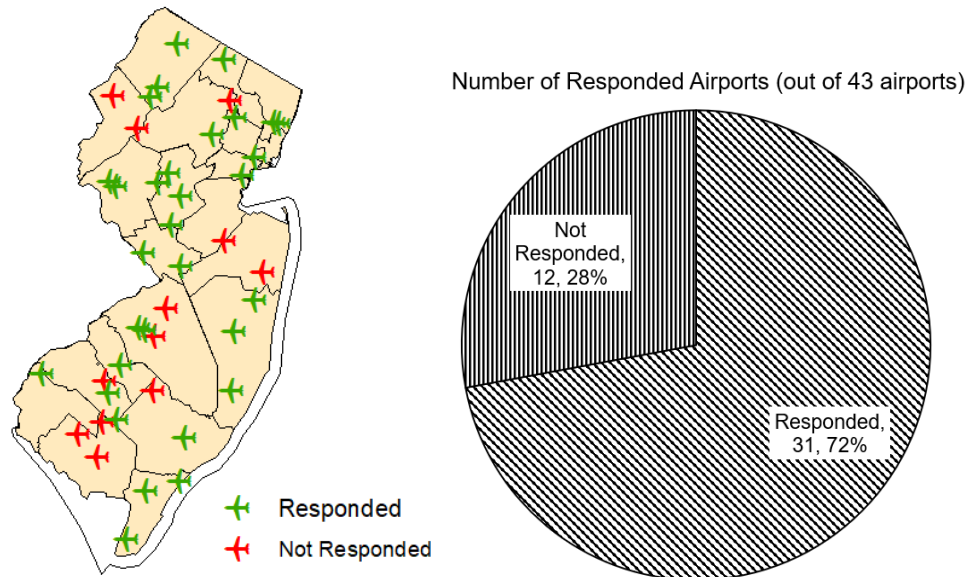 Number of Responded Airports (out of 43 airports)
Not
Responded,
12, 28%
Responded,
31, 72%
Responded
Not Responded